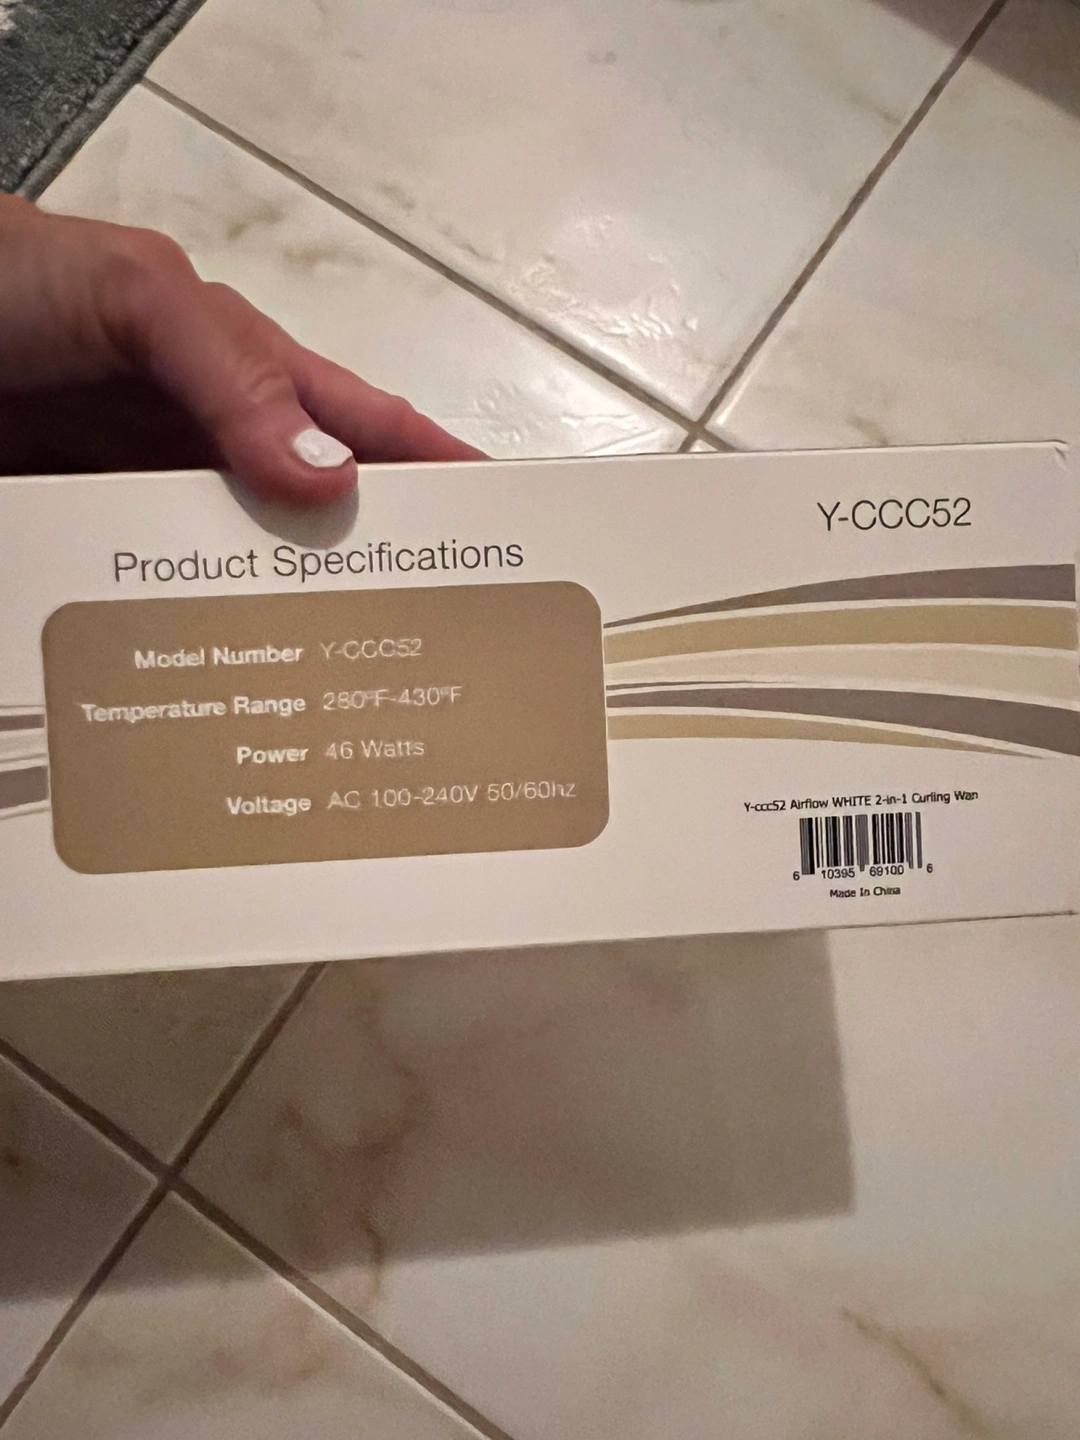 Y-CCC52
Product Specifications
Model Number Y-CCC52
Temperature Range 280°F-430°F
Power 46 Watts
Voltage AC 100-240V 50/60hz
Y-ccc52 Airflow WHITE 2-in-1 Curling Wan
6 10395 69100 6
Made In China